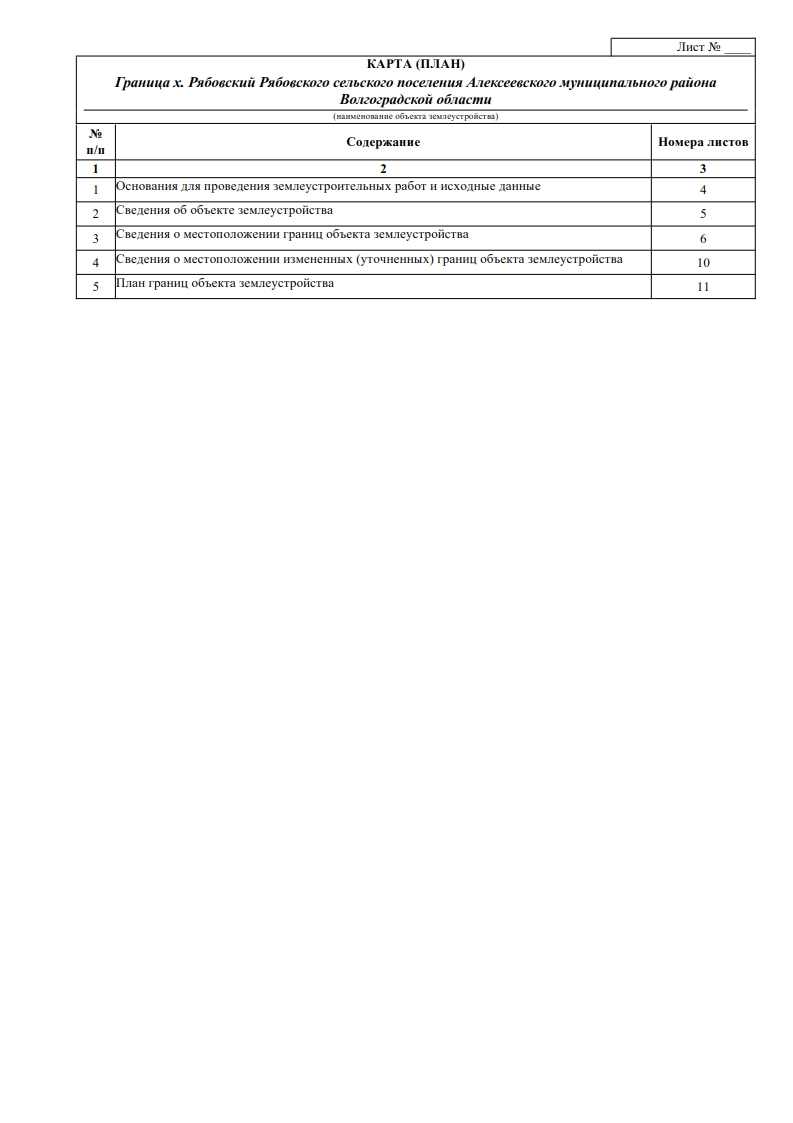 Лист № ____
КАРТА (ПЛАН)
Граница х. Рябовский Рябовского сельского поселения Алексеевского муниципального района
Волгоградской области
(наименование объекта землеустройства)
№
п/п
Содержание
Номера листов
1 2 3
1 Основания для проведения землеустроительных работ и исходные данные 4
2 Сведения об объекте землеустройства 5
3 Сведения о местоположении границ объекта землеустройства 6
4 Сведения о местоположении измененных (уточненных) границ объекта землеустройства 10
5 План границ объекта землеустройства 11